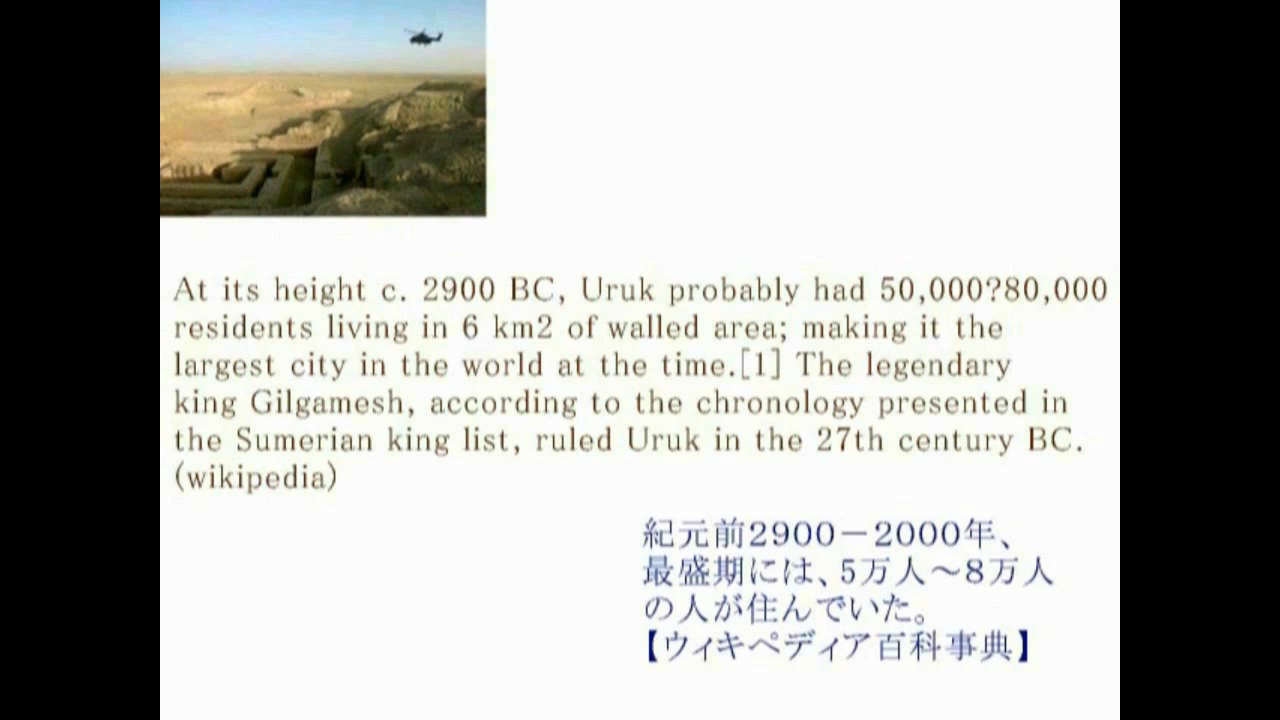 At its height c. 2900 BC, Uruk probably had 50,000?80,000
residents living in 6 km2 of walled area; making it the
largest city in the world at the time.[1] The legendary
king Gilgamesh, according to the chronology presented in
the Sumerian king list, ruled Uruk in the 27th century BC.
(wikipedia)
紀元前2900－2000年、
最盛期には、5万人～8万人
の人が住んでいた。
【ウィキペディア百科事典】